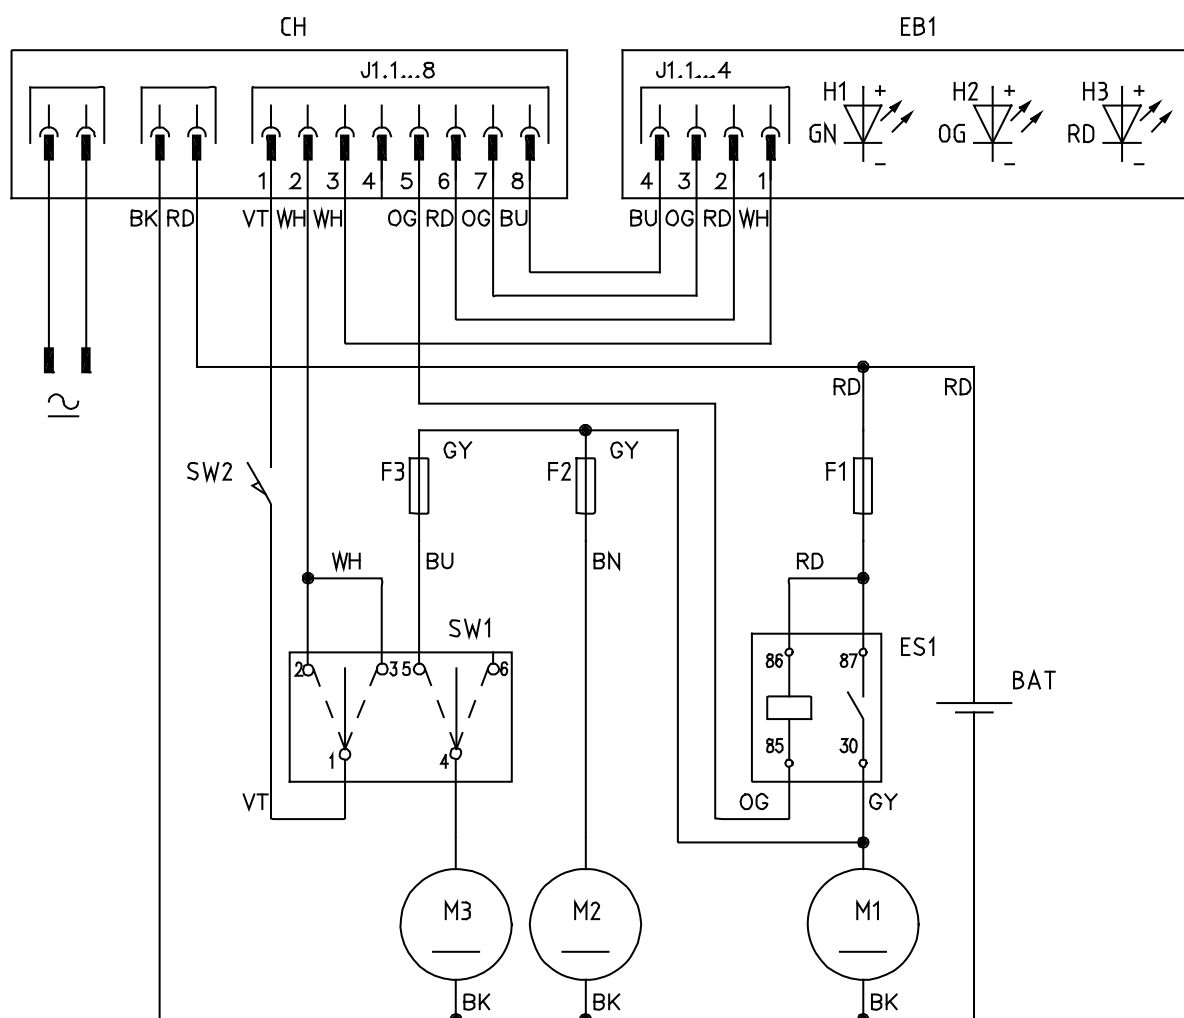 CH
EB1
J1.1...8
J1.1...4
H1 +
H2 +
H3 +
GN
OG
RD
- - -
1 2 3 4 5 6 7 8
4 3 2 1
BK RD VT WH WH OG RD OG BU
BU OG RD WH
RD
RD
GY
GY
SW2
F3
F2
F1
WH
BU
BN
RD
SW1
ES1
2 3 5 6
86 87
BAT
1 4
85 30
VT
OG
GY
M3
M2
M1
BK
BK
BK